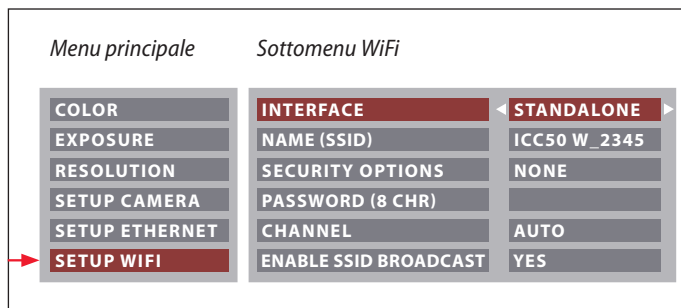 Menu principale
Sottomenu WiFi
COLOR
EXPOSURE
RESOLUTION
SETUP CAMERA
SETUP ETHERNET
SETUP WIFI
INTERFACE STANDALONE
NAME (SSID) ICC50 W_2345
SECURITY OPTIONS NONE
PASSWORD (8 CHR)
CHANNEL AUTO
ENABLE SSID BROADCAST YES